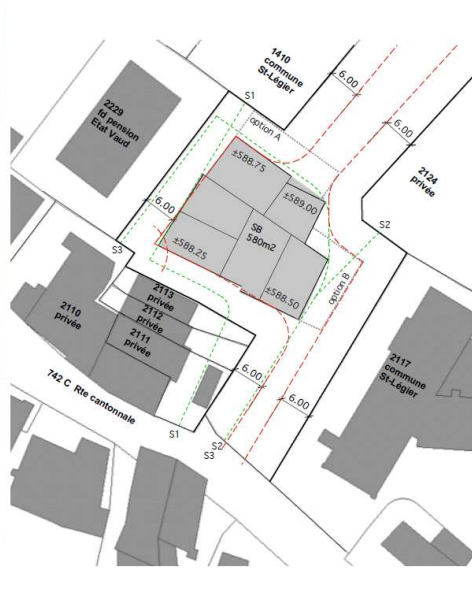 1410
commune
St-Légier
6.00
6.00
2229
fd pension
Etat Vaud
S1
option A
±588.75
±589.00
2124
privée
6.00
SB
580m2
S2
±588.25
S3
option B
±588.50
2113
privée
2112
privée
2111
privée
2110
privée
2117
commune
St-Légier
6.00
6.00
742 C Rte cantonnale
S1
S2
S3